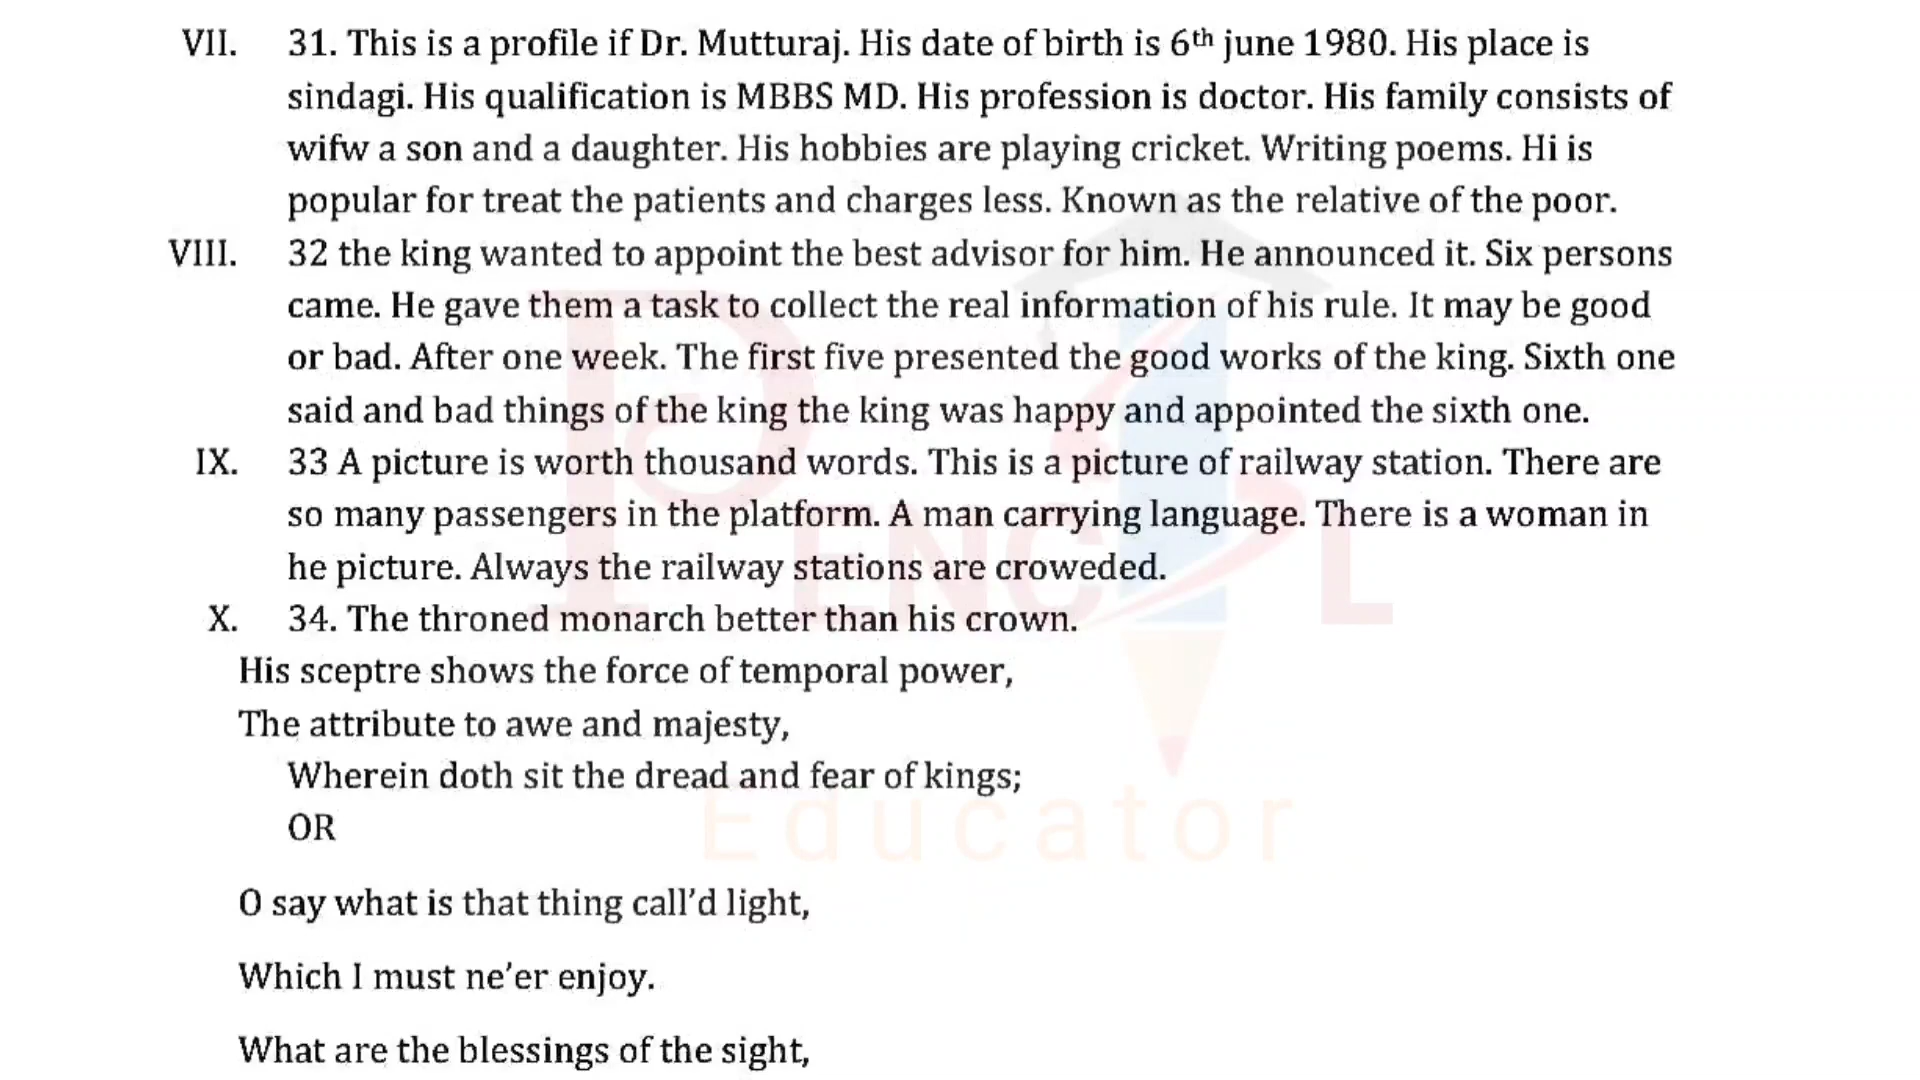 VII. 31. This is a profile if Dr. Mutturaj. His date of birth is 6th june 1980. His place is
sindagi. His qualification is MBBS MD. His profession is doctor. His family consists of
wifw a son and a daughter. His hobbies are playing cricket. Writing poems. Hi is
popular for treat the patients and charges less. Known as the relative of the poor.
VIII. 32 the king wanted to appoint the best advisor for him. He announced it. Six persons
came. He gave them a task to collect the real information of his rule. It may be good
or bad. After one week. The first five presented the good works of the king. Sixth one
said and bad things of the king the king was happy and appointed the sixth one.
IX. 33 A picture is worth thousand words. This is a picture of railway station. There are
so many passengers in the platform. A man carrying language. There is a woman in
he picture. Always the railway stations are croweded.
X. 34. The throned monarch better than his crown.
His sceptre shows the force of temporal power,
The attribute to awe and majesty,
Wherein doth sit the dread and fear of kings;
OR
O say what is that thing call'd light,
Which I must ne'er enjoy.
What are the blessings of the sight,
PENCIL
Educator